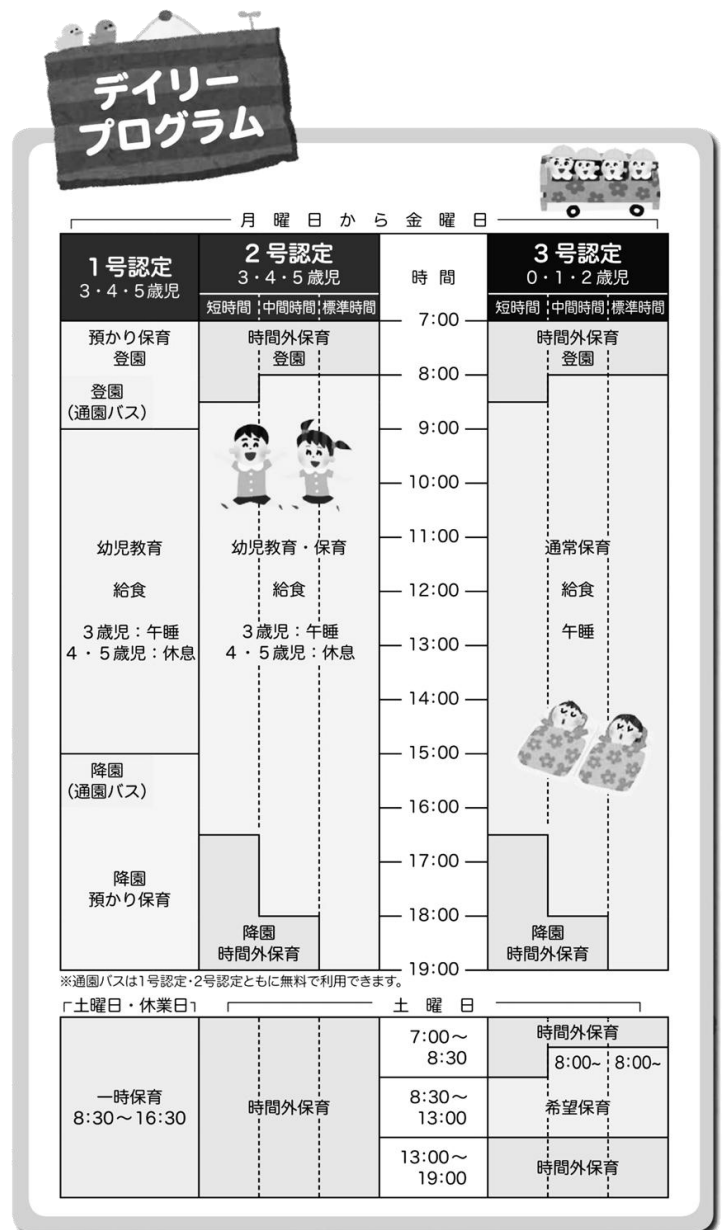 デイリー
プログラム
月曜日から金曜日
1号認定
3・4・5歳児
2号認定
3・4・5歳児
短時間 中間時間 標準時間
時間
3号認定
0・1・2歳児
短時間 中間時間 標準時間
預かり保育
登園
登園
(通園バス)
幼児教育
給食
3歳児：午睡
4・5歳児：休息
降園
(通園バス)
降園
預かり保育
時間外保育
登園
幼児教育・保育
給食
3歳児：午睡
4・5歳児：休息
降園
時間外保育
7:00
8:00
9:00
10:00
11:00
12:00
13:00
14:00
15:00
16:00
17:00
18:00
19:00
時間外保育
登園
通常保育
給食
午睡
降園
時間外保育
※通園バスは1号認定・2号認定ともに無料で利用できます。
土曜日・休業日
土曜日
一時保育
8:30〜16:30
時間外保育
7:00〜
8:30
8:30〜
13:00
13:00〜
19:00
時間外保育
8:00~ 8:00~
希望保育
時間外保育